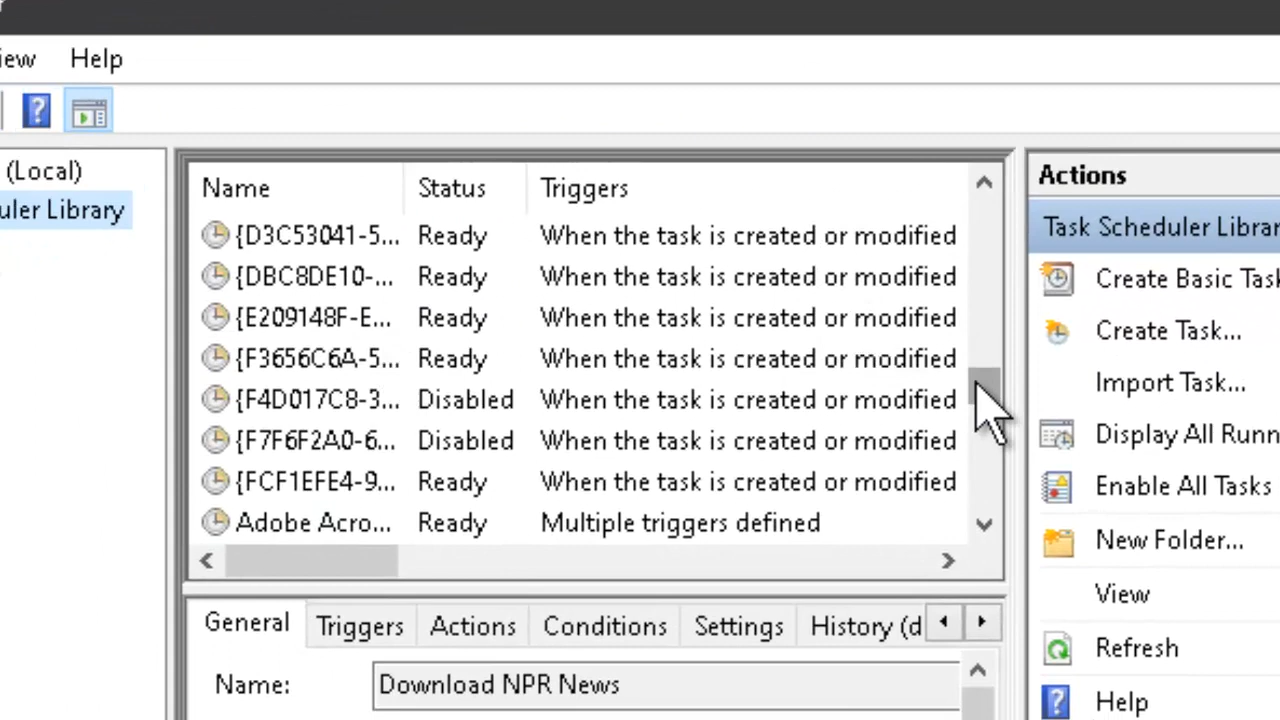 iew Help
(Local)
uler Library
Name Status Triggers
{D3C53041-5... Ready When the task is created or modified
{DBC8DE10-... Ready When the task is created or modified
{E209148F-E... Ready When the task is created or modified
{F3656C6A-5... Ready When the task is created or modified
{F4D017C8-3... Disabled When the task is created or modified
{F7F6F2A0-6... Disabled When the task is created or modified
{FCF1EFE4-9... Ready When the task is created or modified
Adobe Acro... Ready Multiple triggers defined
General Triggers Actions Conditions Settings History (d
Name: Download NPR News
Actions
Task Scheduler Librar
Create Basic Task
Create Task...
Import Task...
Display All Runn
Enable All Tasks
New Folder...
View
Refresh
Help